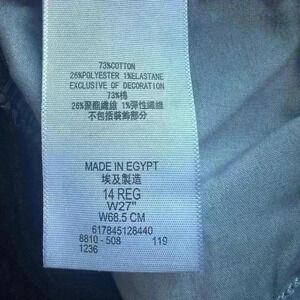 73%COTTON
26%POLYESTER 1%ELASTANE
EXCLUSIVE OF DECORATION
73%棉
26%聚酯纖維 1%彈性纖維
不包括裝飾部分
MADE IN EGYPT
埃及製造
14 REG
W27"
W68.5 CM
617845128440
8810-508 119
1236